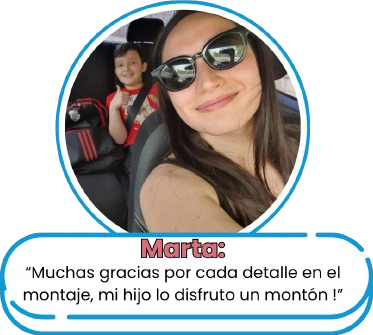 Marta:
“Muchas gracias por cada detalle en el
montaje, mi hijo lo disfruto un montón !”